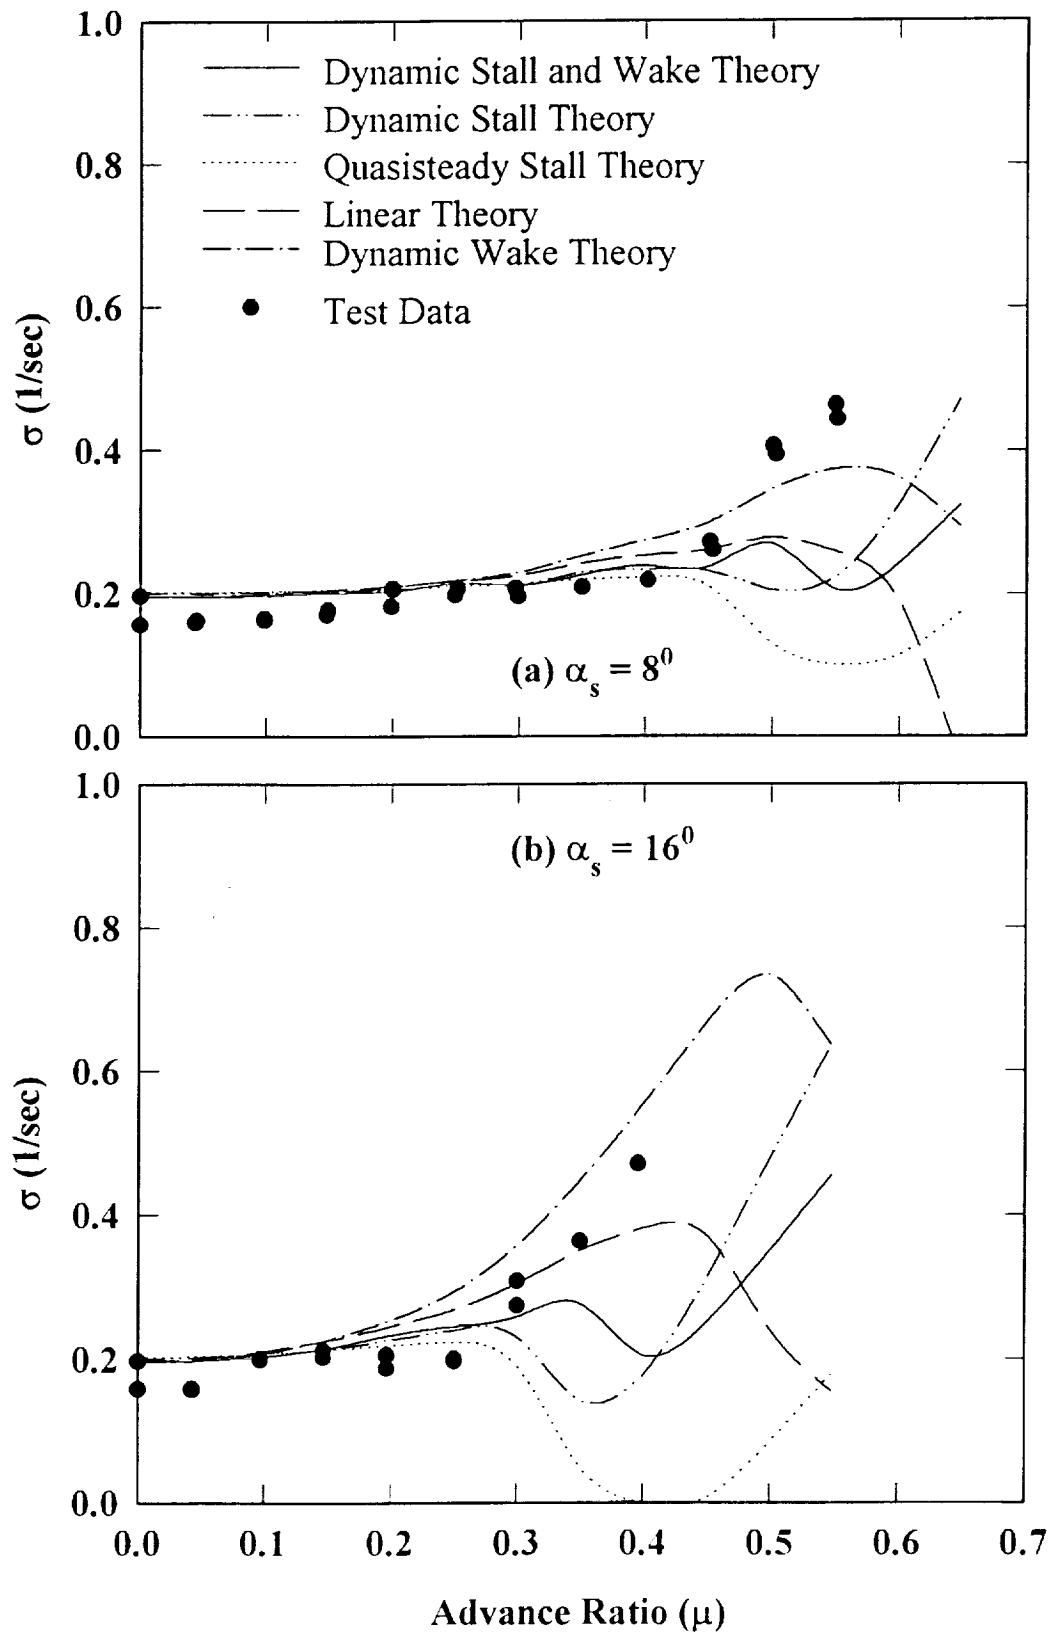 1.0
Dynamic Stall and Wake Theory
Dynamic Stall Theory
0.8
Quasisteady Stall Theory
Linear Theory
Dynamic Wake Theory
0.6
Test Data
σ (1/sec)
0.4
0.2
(a) αs = 8⁰
0.0
1.0
(b) αs = 16⁰
0.8
0.6
σ (1/sec)
0.4
0.2
0.0
0.0 0.1 0.2 0.3 0.4 0.5 0.6 0.7
Advance Ratio (μ)